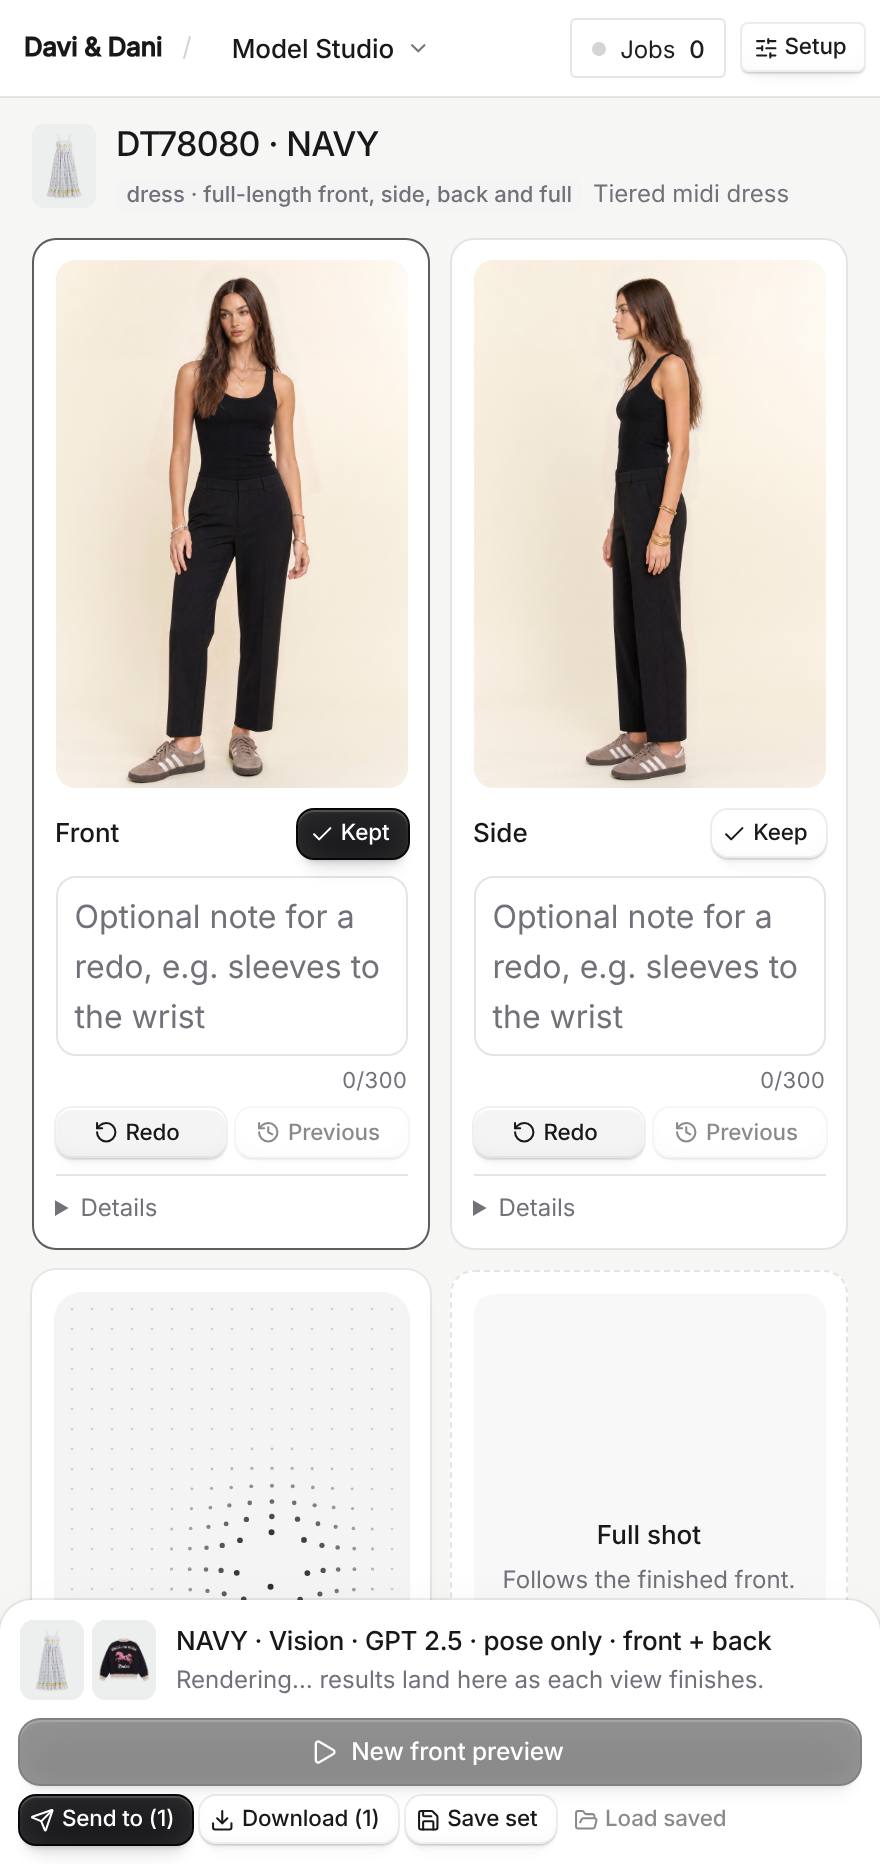 Davi & Dani / Model Studio
Jobs 0
Setup
DT78080 · NAVY
dress · full-length front, side, back and full
Tiered midi dress
Front
Kept
Optional note for a
redo, e.g. sleeves to
the wrist
0/300
Redo
Previous
Details
Side
Keep
Optional note for a
redo, e.g. sleeves to
the wrist
0/300
Redo
Previous
Details
Full shot
Follows the finished front.
NAVY · Vision · GPT 2.5 · pose only · front + back
Rendering... results land here as each view finishes.
New front preview
Send to (1)
Download (1)
Save set
Load saved